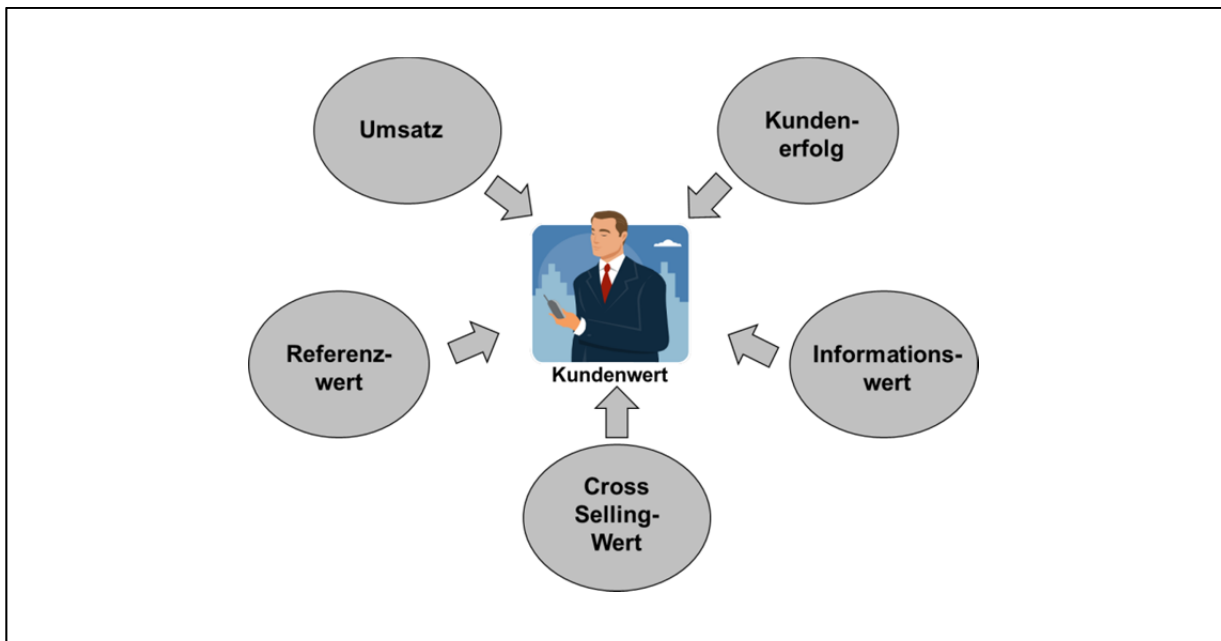 Umsatz
Kunden-
erfolg
Referenz-
wert
Kundenwert
Informations-
wert
Cross
Selling-
Wert